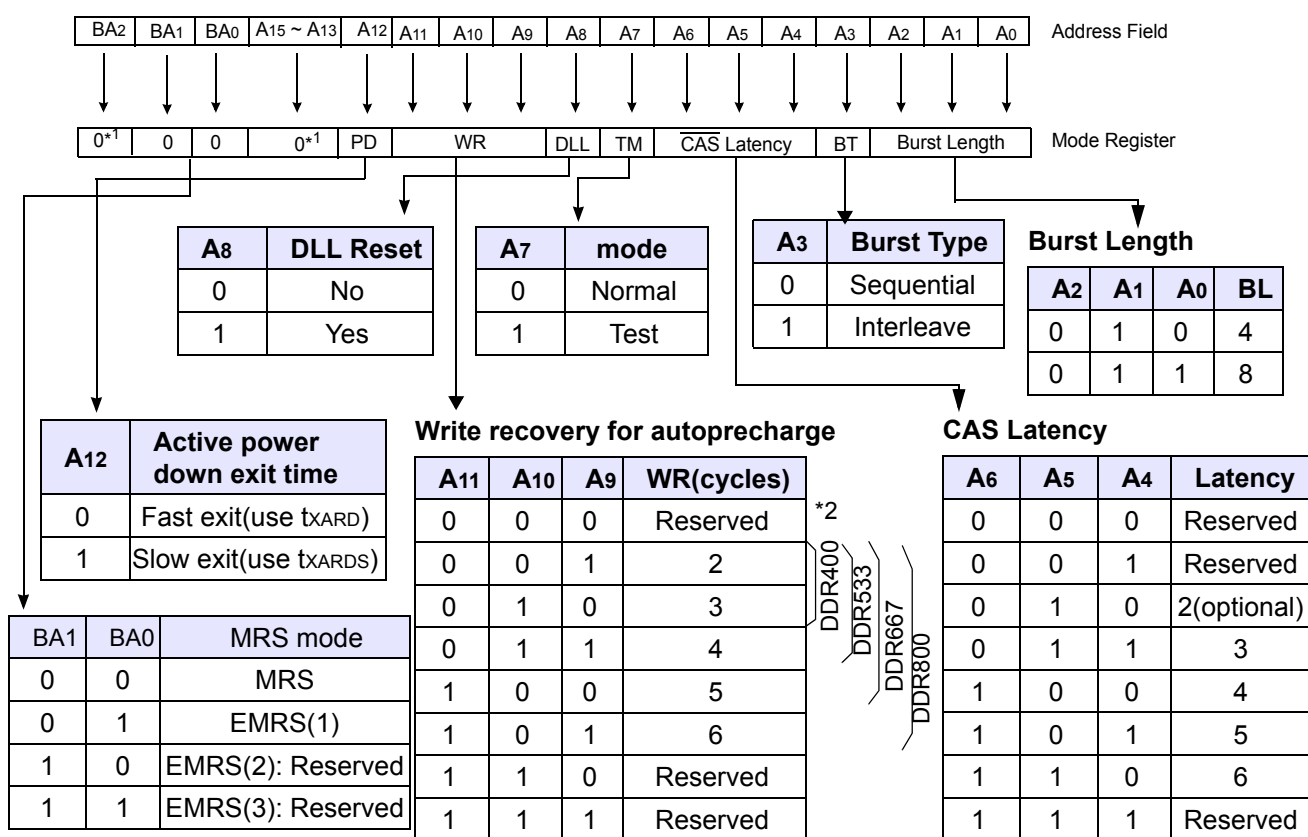 BA2 BA1 BA0 A15 ~ A13 A12 A11 A10 A9 A8 A7 A6 A5 A4 A3 A2 A1 A0 Address Field
0*1 0 0 0*1 PD WR DLL TM CAS Latency BT Burst Length Mode Register
A8 DLL Reset
0 No
1 Yes
A7 mode
0 Normal
1 Test
A3 Burst Type
0 Sequential
1 Interleave
Burst Length
A2 A1 A0 BL
0 1 0 4
0 1 1 8
A12 Active power
down exit time
0 Fast exit(use tXARD)
1 Slow exit(use tXARDS)
BA1 BA0 MRS mode
0 0 MRS
0 1 EMRS(1)
1 0 EMRS(2): Reserved
1 1 EMRS(3): Reserved
Write recovery for autoprecharge
A11 A10 A9 WR(cycles)
0 0 0 Reserved
0 0 1 2
0 1 0 3
0 1 1 4
1 0 0 5
1 0 1 6
1 1 0 Reserved
1 1 1 Reserved
*2
DDR400
DDR533
DDR667
DDR800
CAS Latency
A6 A5 A4 Latency
0 0 0 Reserved
0 0 1 Reserved
0 1 0 2(optional)
0 1 1 3
1 0 0 4
1 0 1 5
1 1 0 6
1 1 1 Reserved